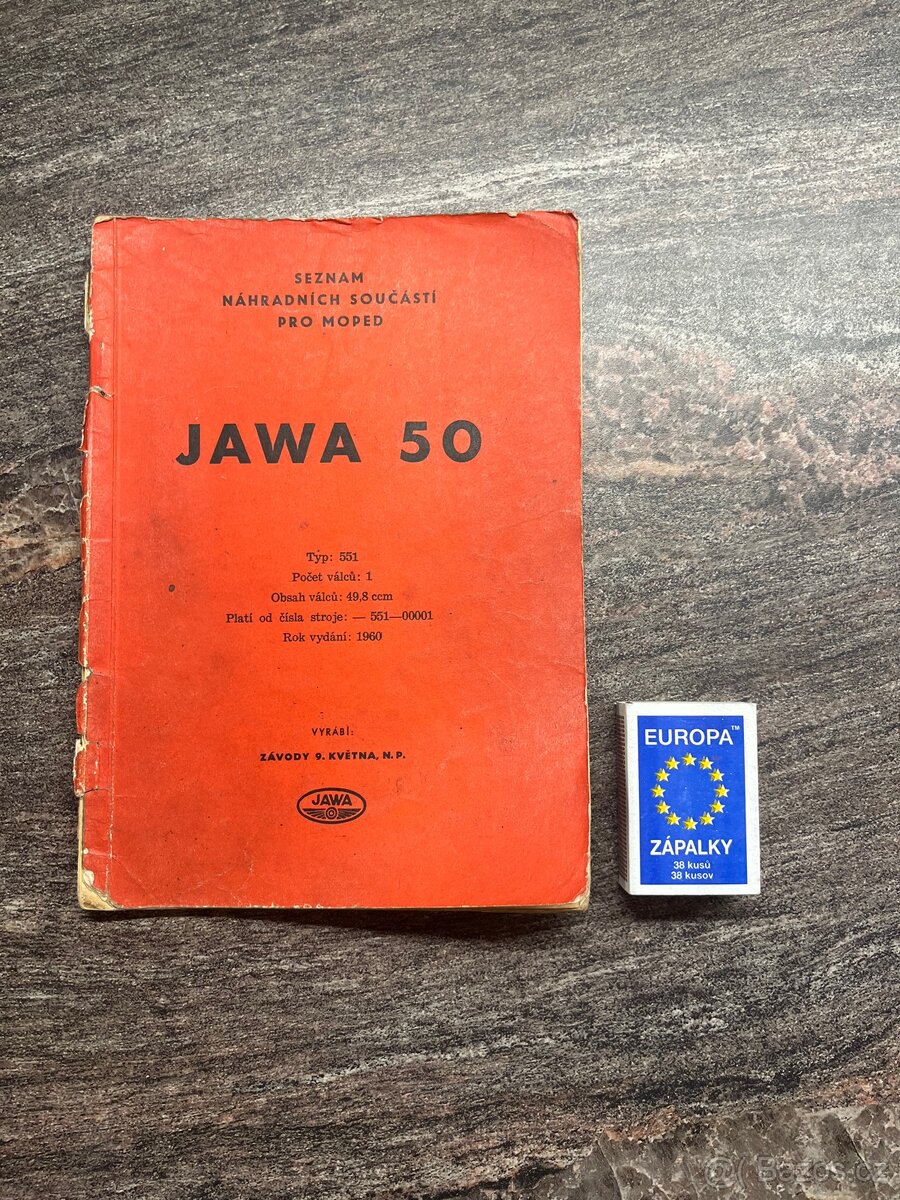 SEZNAM
NÁHRADNÍCH SOUČÁSTÍ
PRO MOPED
JAWA 50
Typ: 551
Počet válců: 1
Obsah válců: 49,8 ccm
Platí od čísla stroje: — 551—00001
Rok vydání: 1960
VYRÁBÍ:
ZÁVODY 9. KVĚTNA, N. P.
JAWA
EUROPA™
ZÁPALKY
38 kusů
38 kusov
@ Bazos.cz